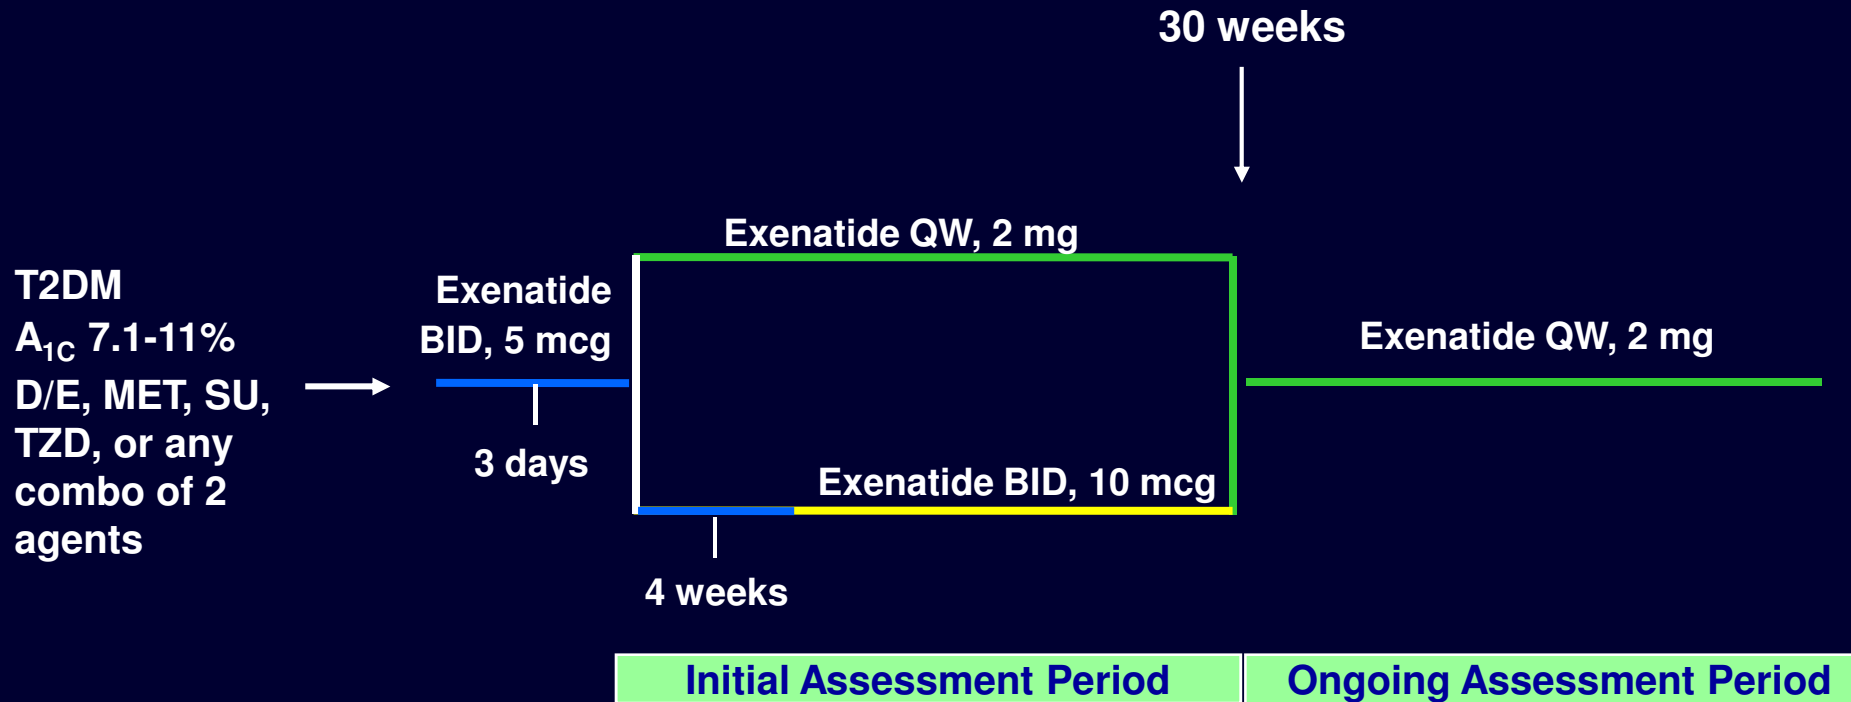 30 weeks
Exenatide QW, 2 mg
T2DM
A1C 7.1-11%
D/E, MET, SU,
TZD, or any
combo of 2
agents
Exenatide
BID, 5 mcg
3 days
Exenatide QW, 2 mg
Exenatide BID, 10 mcg
4 weeks
Initial Assessment Period
Ongoing Assessment Period